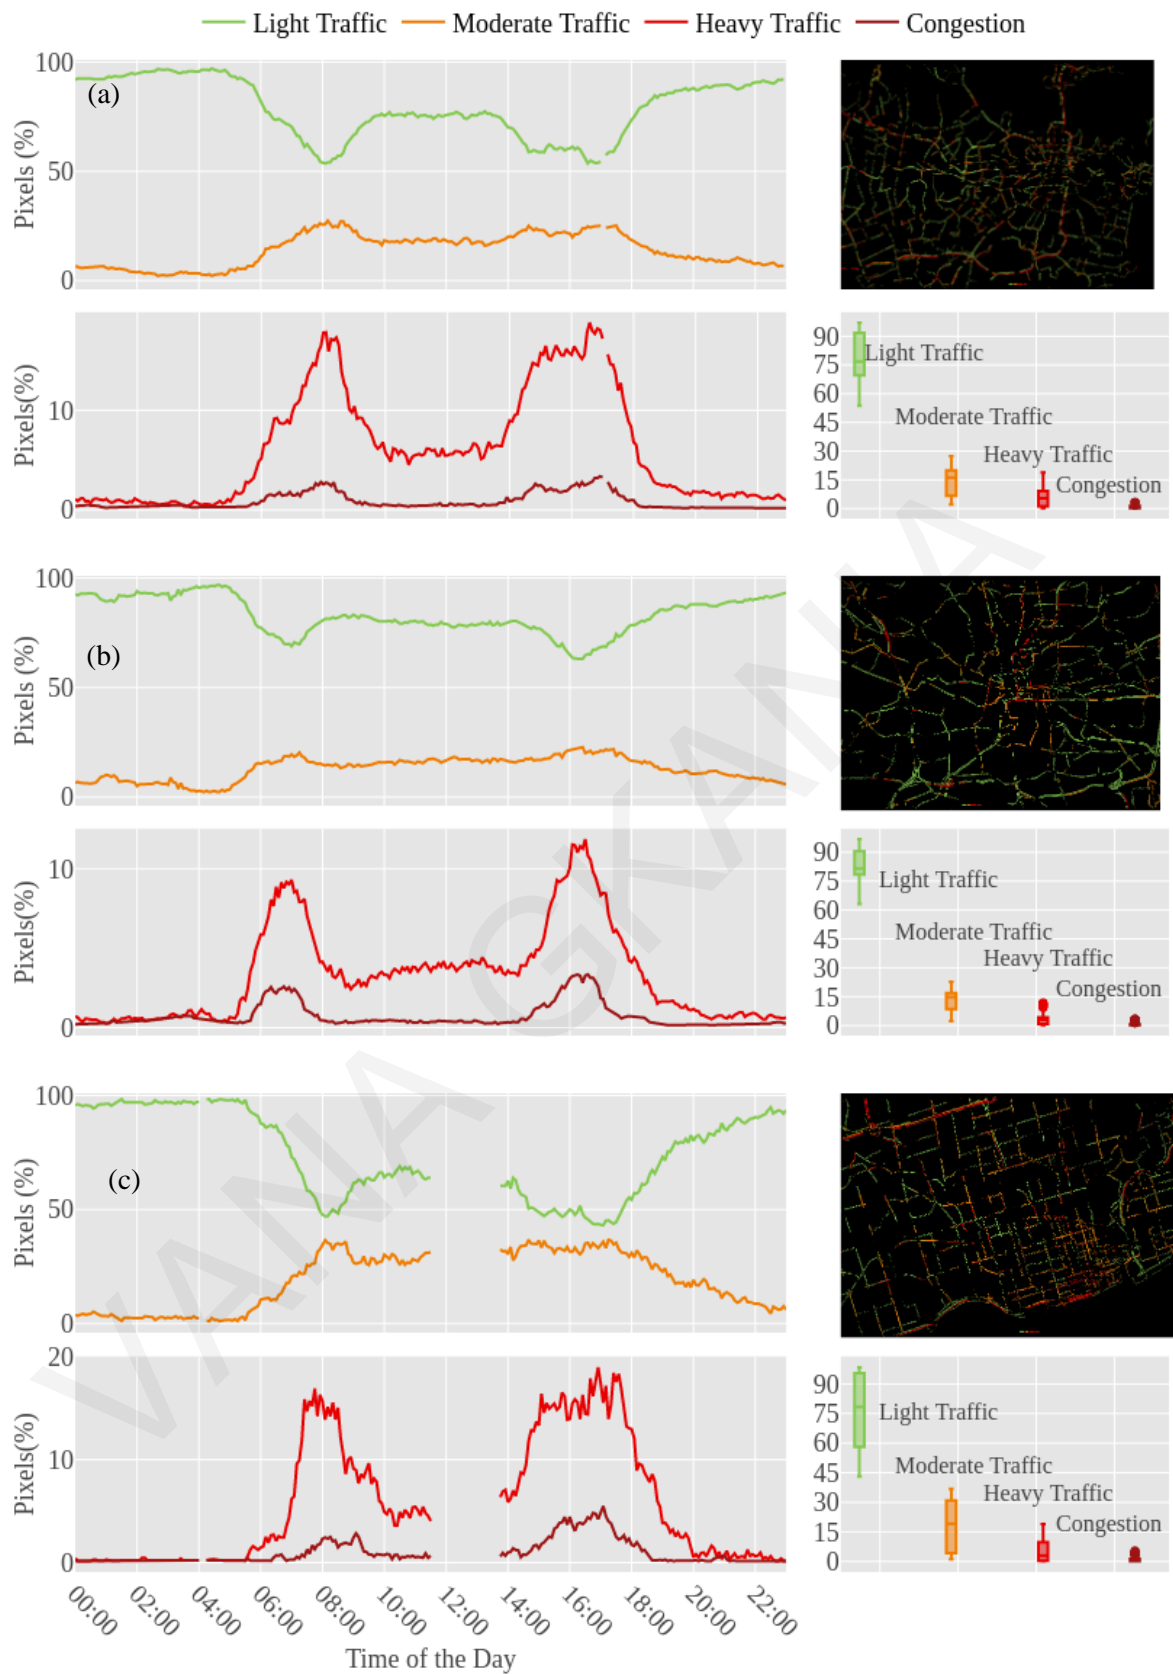 Light Traffic Moderate Traffic Heavy Traffic Congestion
100
(a)
Pixels (%)
50
0
Pixels(%)
10
0
90
75
60
45
30
15
0
Light Traffic
Moderate Traffic
Heavy Traffic
Congestion
100
(b)
Pixels (%)
50
0
10
Pixels(%)
0
90
75
60
45
30
15
0
Light Traffic
Moderate Traffic
Heavy Traffic
Congestion
100
(c)
Pixels (%)
50
0
20
Pixels(%)
10
0
90
75
60
45
30
15
0
Light Traffic
Moderate Traffic
Heavy Traffic
Congestion
00:00 02:00 04:00 06:00 08:00 10:00 12:00 14:00 16:00 18:00 20:00 22:00
Time of the Day
VANA GKANIA